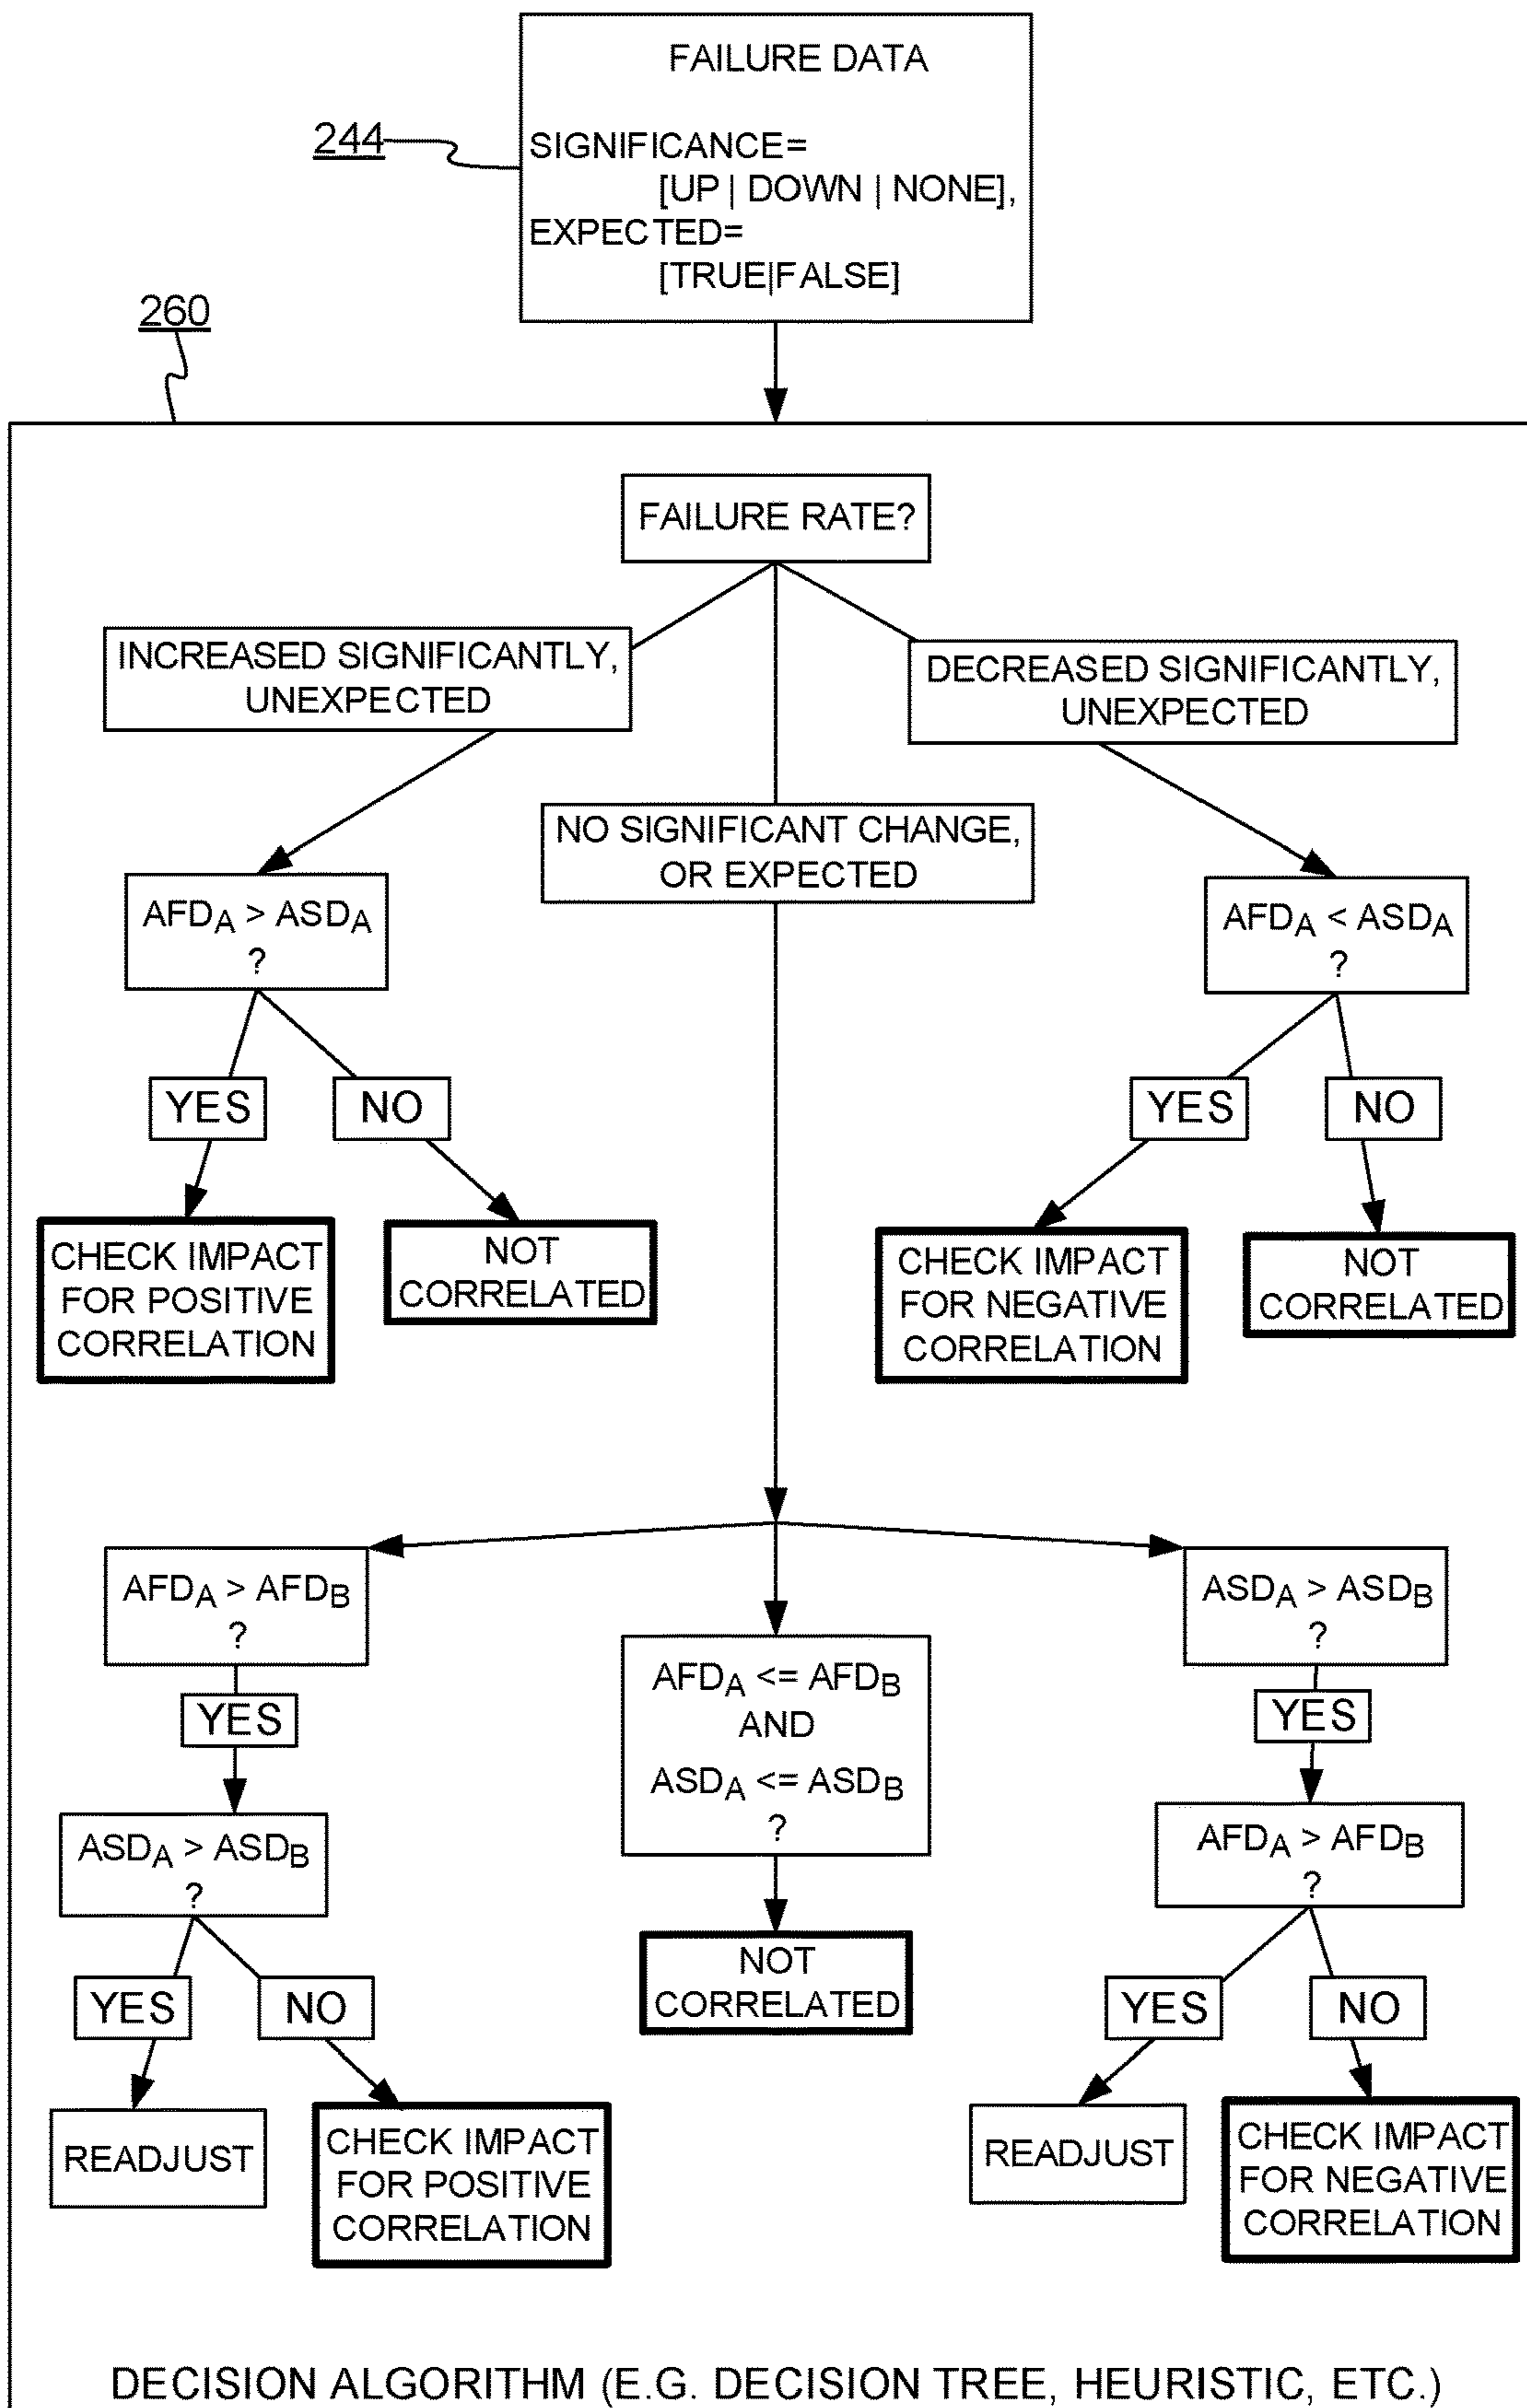 FAILURE DATA
244
SIGNIFICANCE=
[UP | DOWN | NONE],
EXPECTED=
[TRUE|FALSE]
260
FAILURE RATE?
INCREASED SIGNIFICANTLY,
UNEXPECTED
DECREASED SIGNIFICANTLY,
UNEXPECTED
NO SIGNIFICANT CHANGE,
OR EXPECTED
AFDA > ASDA
?
AFDA < ASDA
?
YES
NO
YES
NO
CHECK IMPACT
FOR POSITIVE
CORRELATION
NOT
CORRELATED
CHECK IMPACT
FOR NEGATIVE
CORRELATION
NOT
CORRELATED
AFDA > AFDB
?
YES
ASDA > ASDB
?
YES
NO
READJUST
CHECK IMPACT
FOR POSITIVE
CORRELATION
AFDA <= AFDB
AND
ASDA <= ASDB
?
NOT
CORRELATED
ASDA > ASDB
?
YES
AFDA > AFDB
?
YES
NO
READJUST
CHECK IMPACT
FOR NEGATIVE
CORRELATION
DECISION ALGORITHM (E.G. DECISION TREE, HEURISTIC, ETC.)